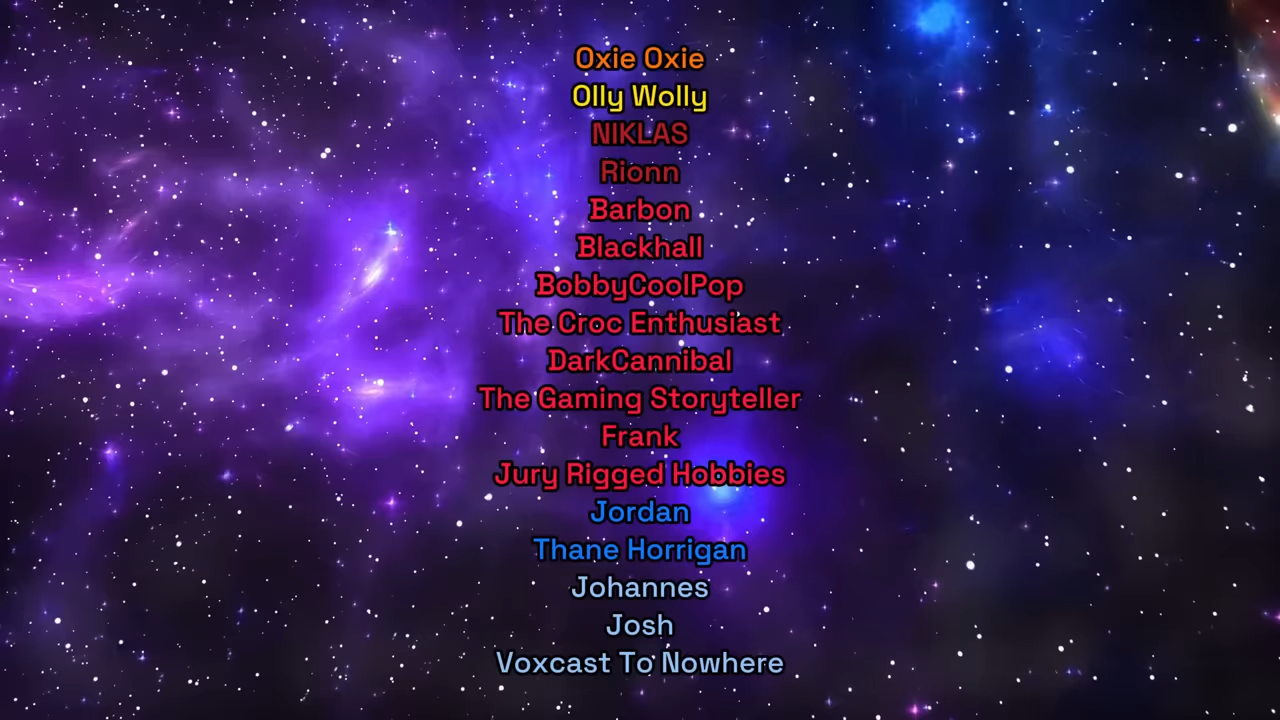 Oxie Oxie
Olly Wolly
NIKLAS
Rionn
Barbon
Blackhall
BobbyCoolPop
The Croc Enthusiast
DarkCannibal
The Gaming Storyteller
Frank
Jury Rigged Hobbies
Jordan
Thane Horrigan
Johannes
Josh
Voxcast To Nowhere